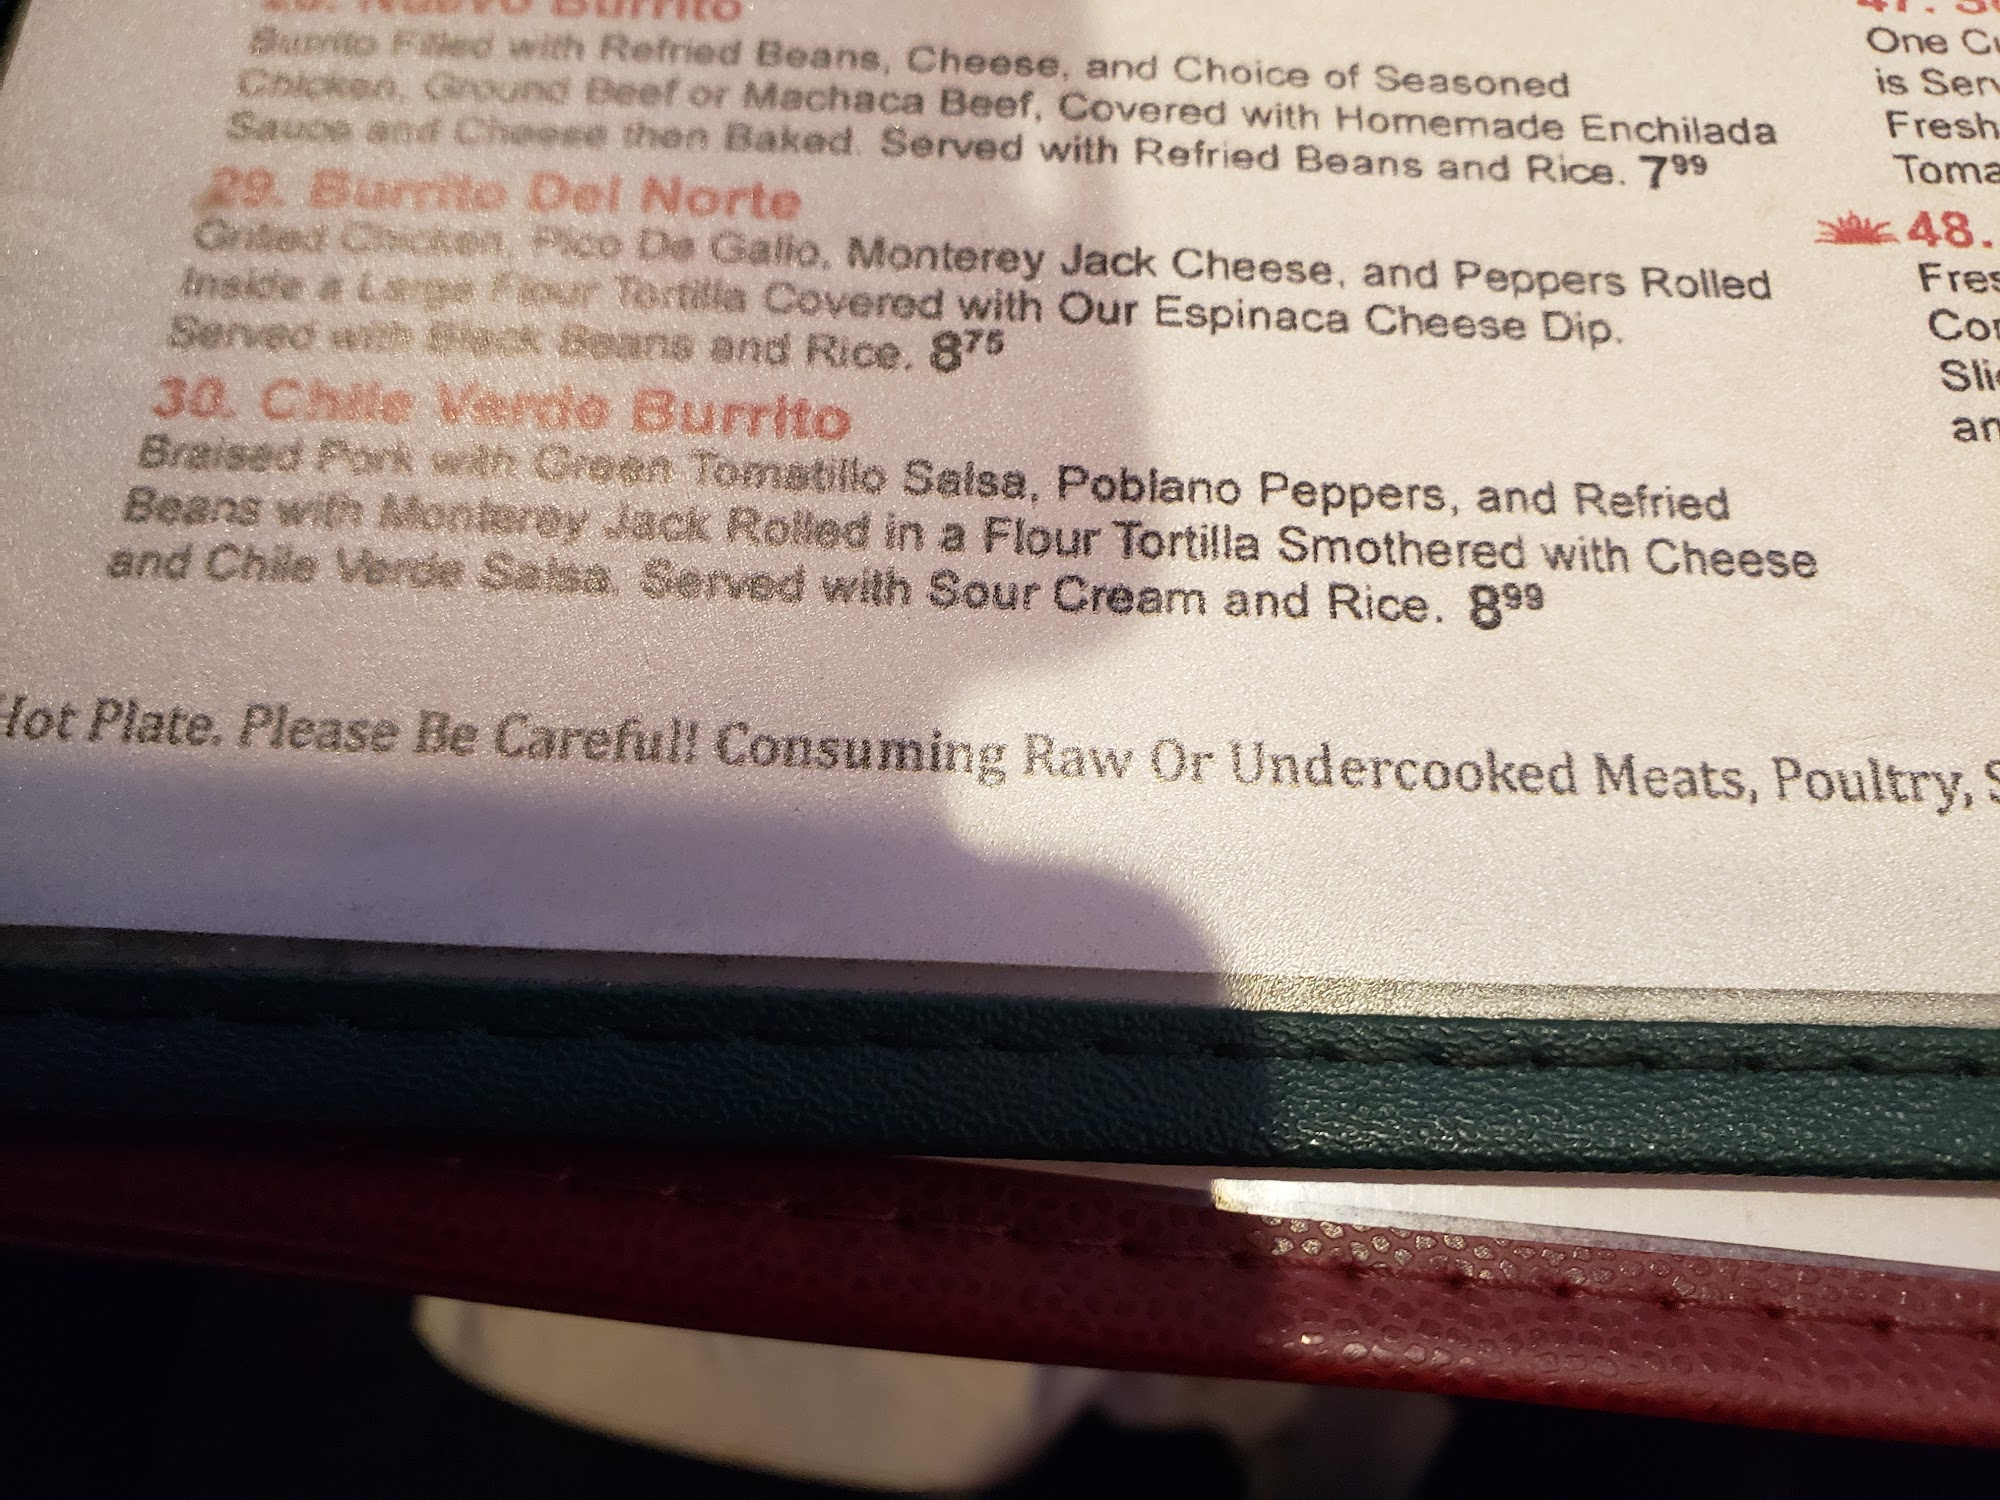 Nuevo Burrito
Burrito Filled with Refried Beans, Cheese, and Choice of Seasoned
Chicken, Ground Beef or Machaca Beef, Covered with Homemade Enchilada
Sauce and Cheese then Baked. Served with Refried Beans and Rice. 7⁹⁹
29. Burrito Del Norte
Grilled Chicken, Pico De Gallo, Monterey Jack Cheese, and Peppers Rolled
Inside a Large Flour Tortilla Covered with Our Espinaca Cheese Dip.
Served with Black Beans and Rice. 8⁷⁵
30. Chile Verde Burrito
Braised Pork with Green Tomatillo Salsa, Poblano Peppers, and Refried
Beans with Monterey Jack Rolled in a Flour Tortilla Smothered with Cheese
and Chile Verde Salsa. Served with Sour Cream and Rice. 8⁹⁹
47.
One
is
48.
Hot Plate. Please Be Careful! Consuming Raw Or Undercooked Meats, Poultry,